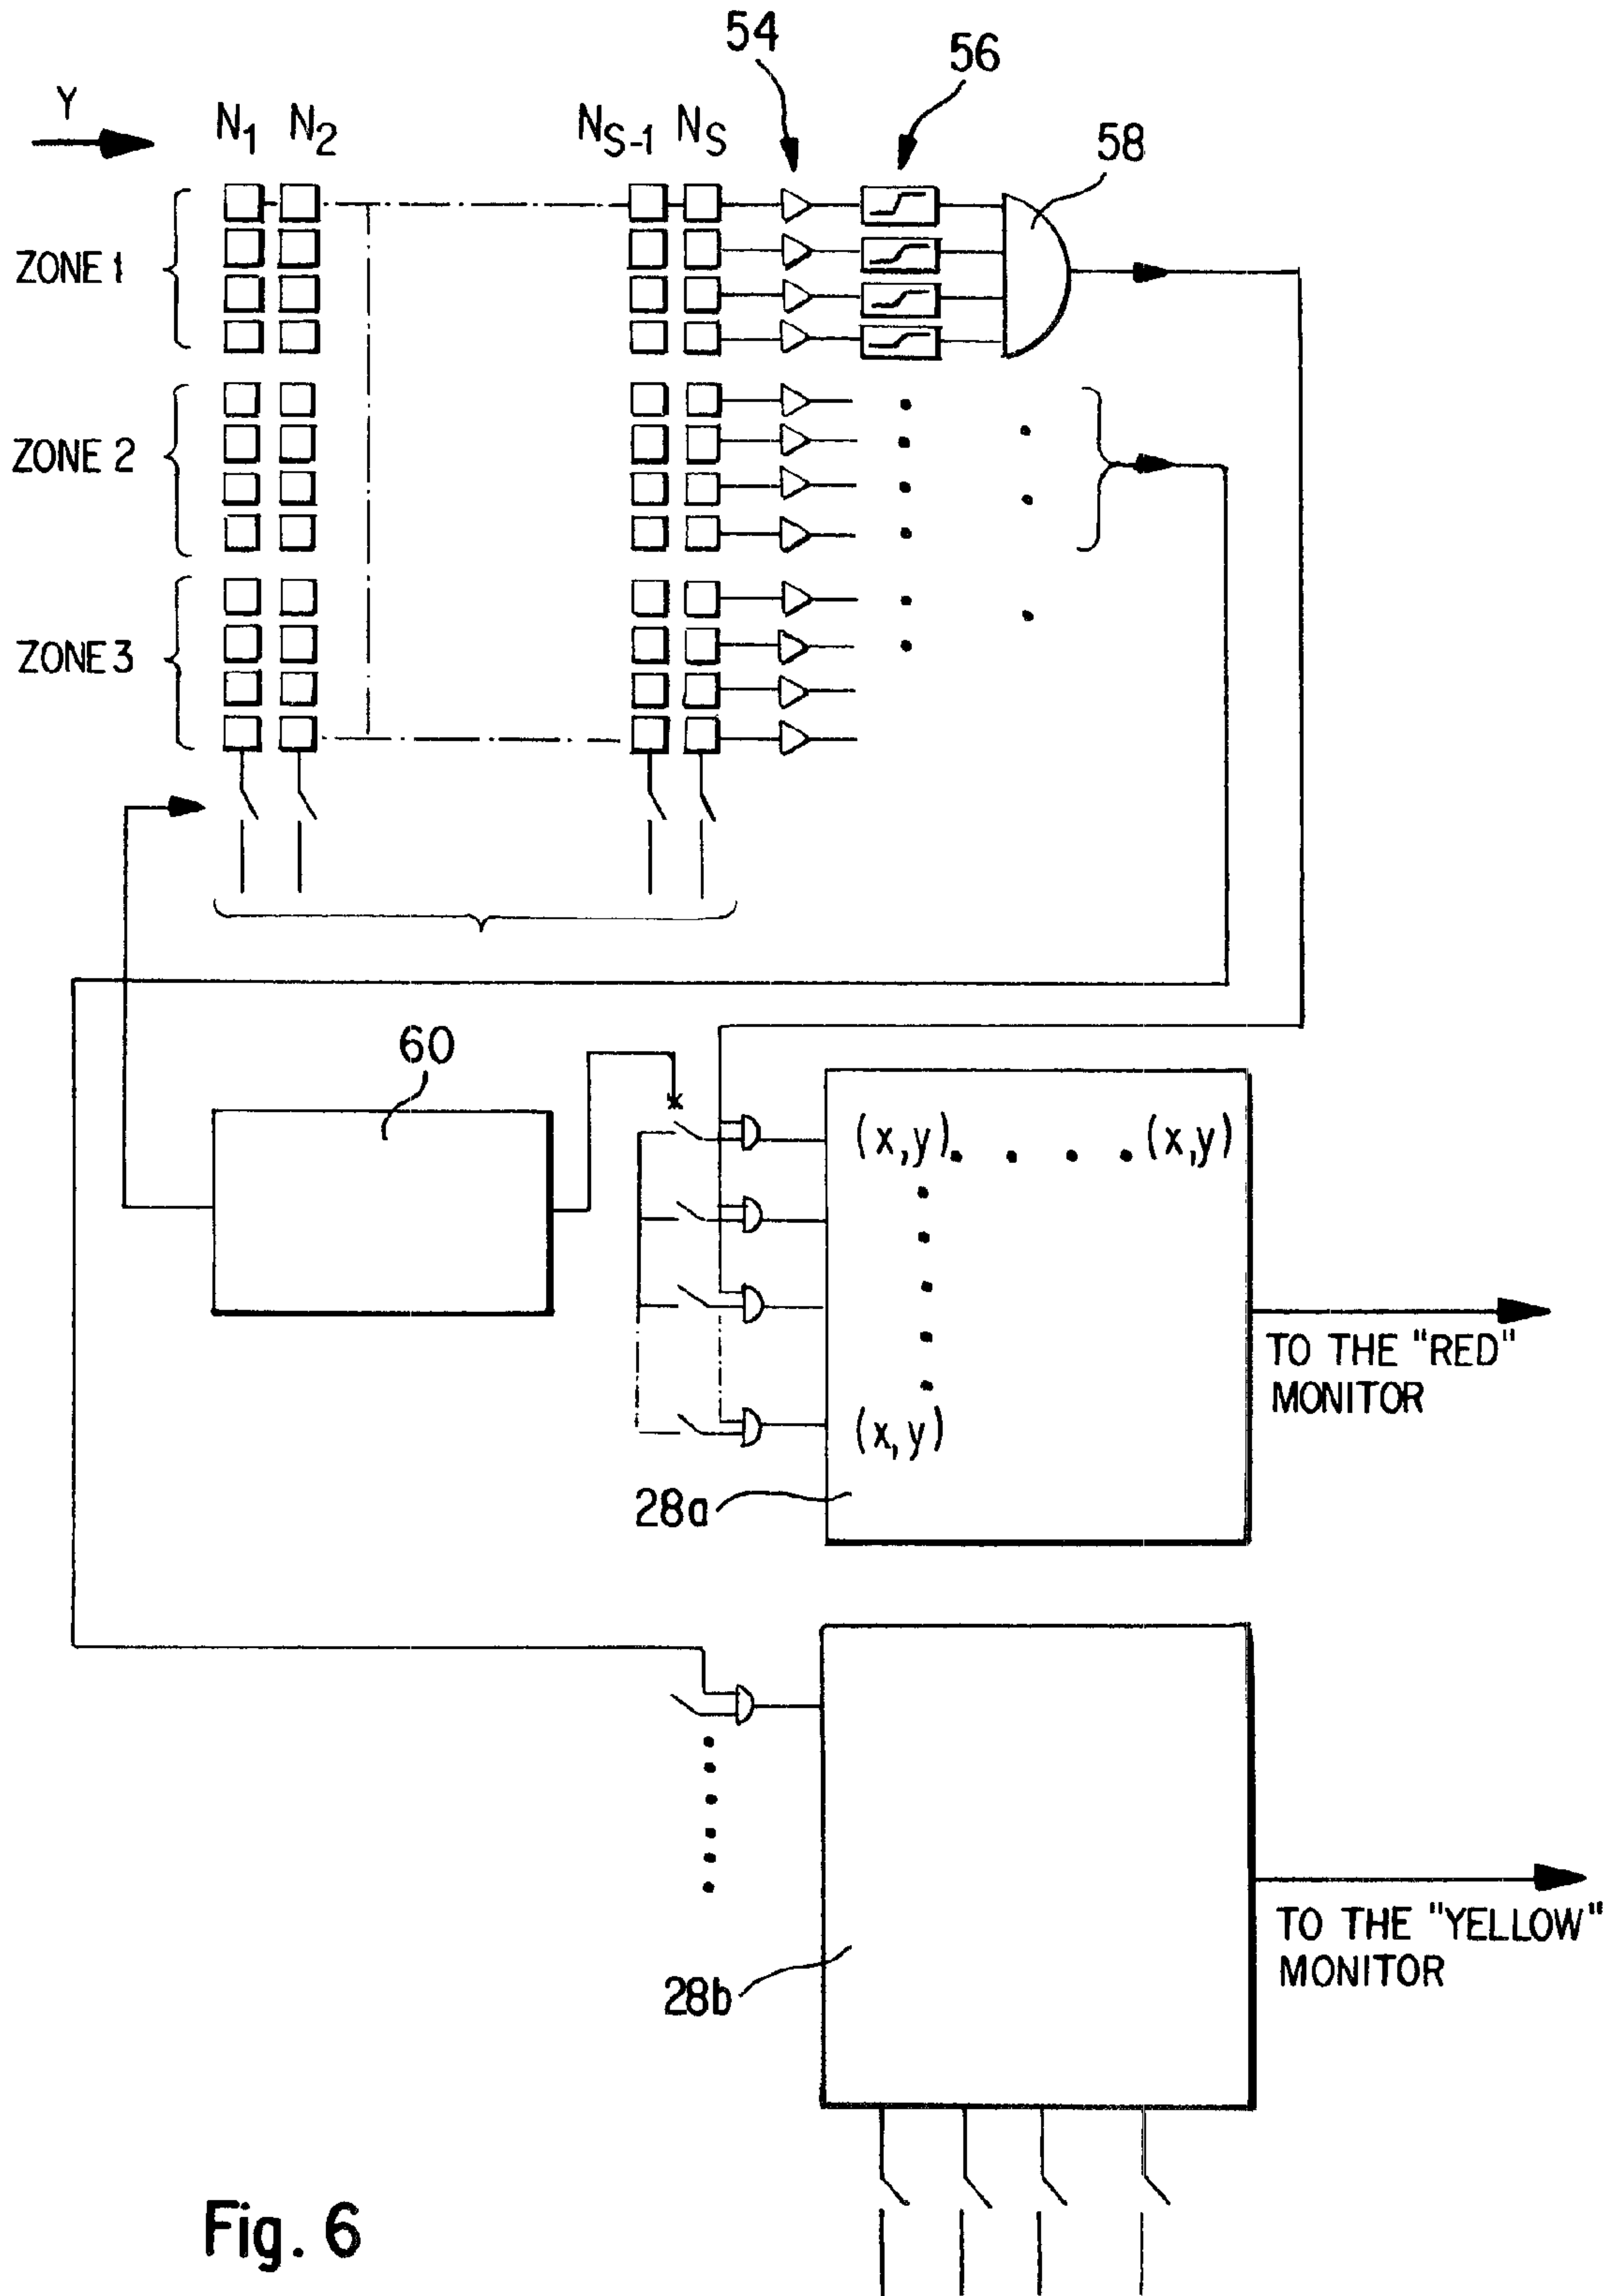 54
56
Y
N1 N2
NS-1 NS
58
ZONE 1
ZONE 2
ZONE 3
60
(x,y) (x,y)
TO THE "RED"
MONITOR
(x,y)
28a
TO THE "YELLOW"
MONITOR
28b
Fig. 6